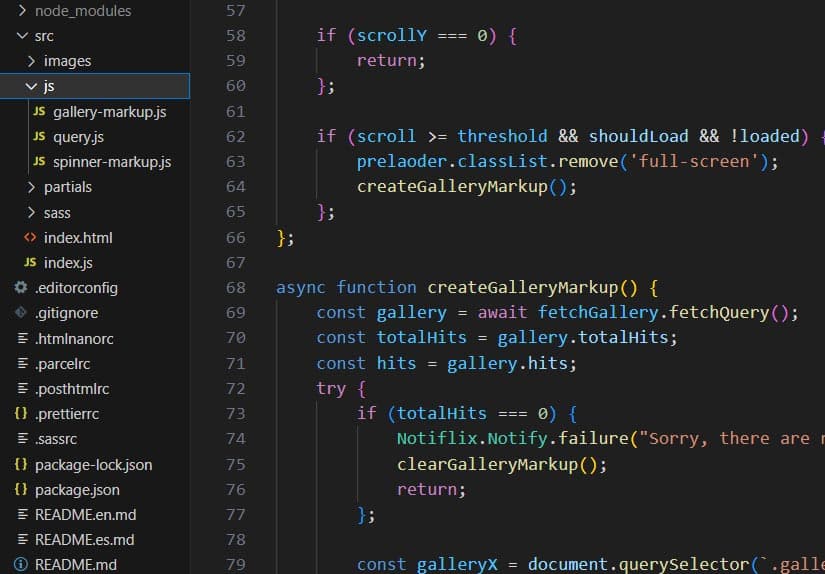 node_modules
src
images
js
JS gallery-markup.js
JS query.js
JS spinner-markup.js
partials
sass
<> index.html
JS index.js
.editorconfig
.gitignore
.htmlnanorc
.parcelrc
.posthtmlrc
{} .prettierrc
.sassrc
{} package-lock.json
{} package.json
README.en.md
README.es.md
README.md
57
58 if (scrollY === 0) {
59 return;
60 };
61
62 if (scroll >= threshold && shouldLoad && !loaded) {
63 prelaoder.classList.remove('full-screen');
64 createGalleryMarkup();
65 };
66 };
67
68 async function createGalleryMarkup() {
69 const gallery = await fetchGallery.fetchQuery();
70 const totalHits = gallery.totalHits;
71 const hits = gallery.hits;
72 try {
73 if (totalHits === 0) {
74 Notiflix.Notify.failure("Sorry, there are
75 clearGalleryMarkup();
76 return;
77 };
78
79 const galleryX = document.querySelector(`.galle